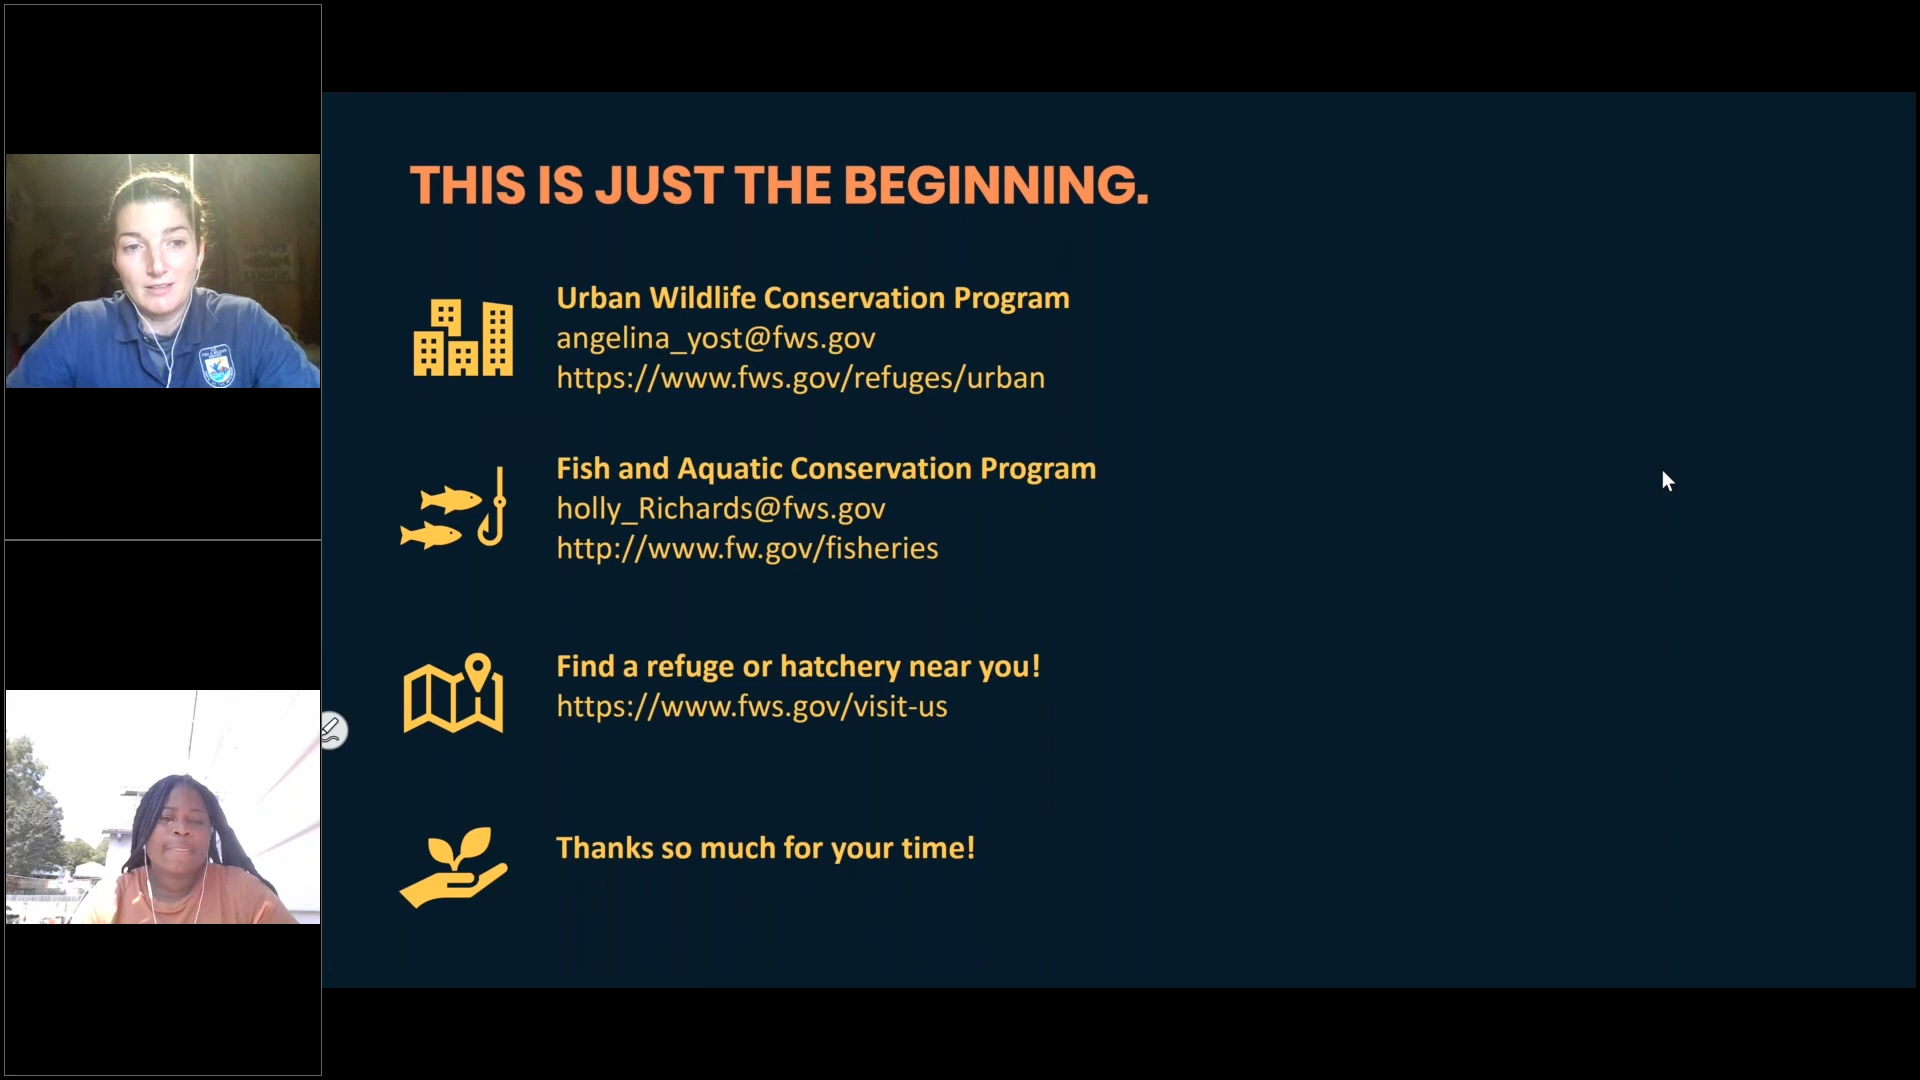 THIS IS JUST THE BEGINNING.
Urban Wildlife Conservation Program
angelina_yost@fws.gov
https://www.fws.gov/refuges/urban
Fish and Aquatic Conservation Program
holly_Richards@fws.gov
http://www.fw.gov/fisheries
Find a refuge or hatchery near you!
https://www.fws.gov/visit-us
Thanks so much for your time!